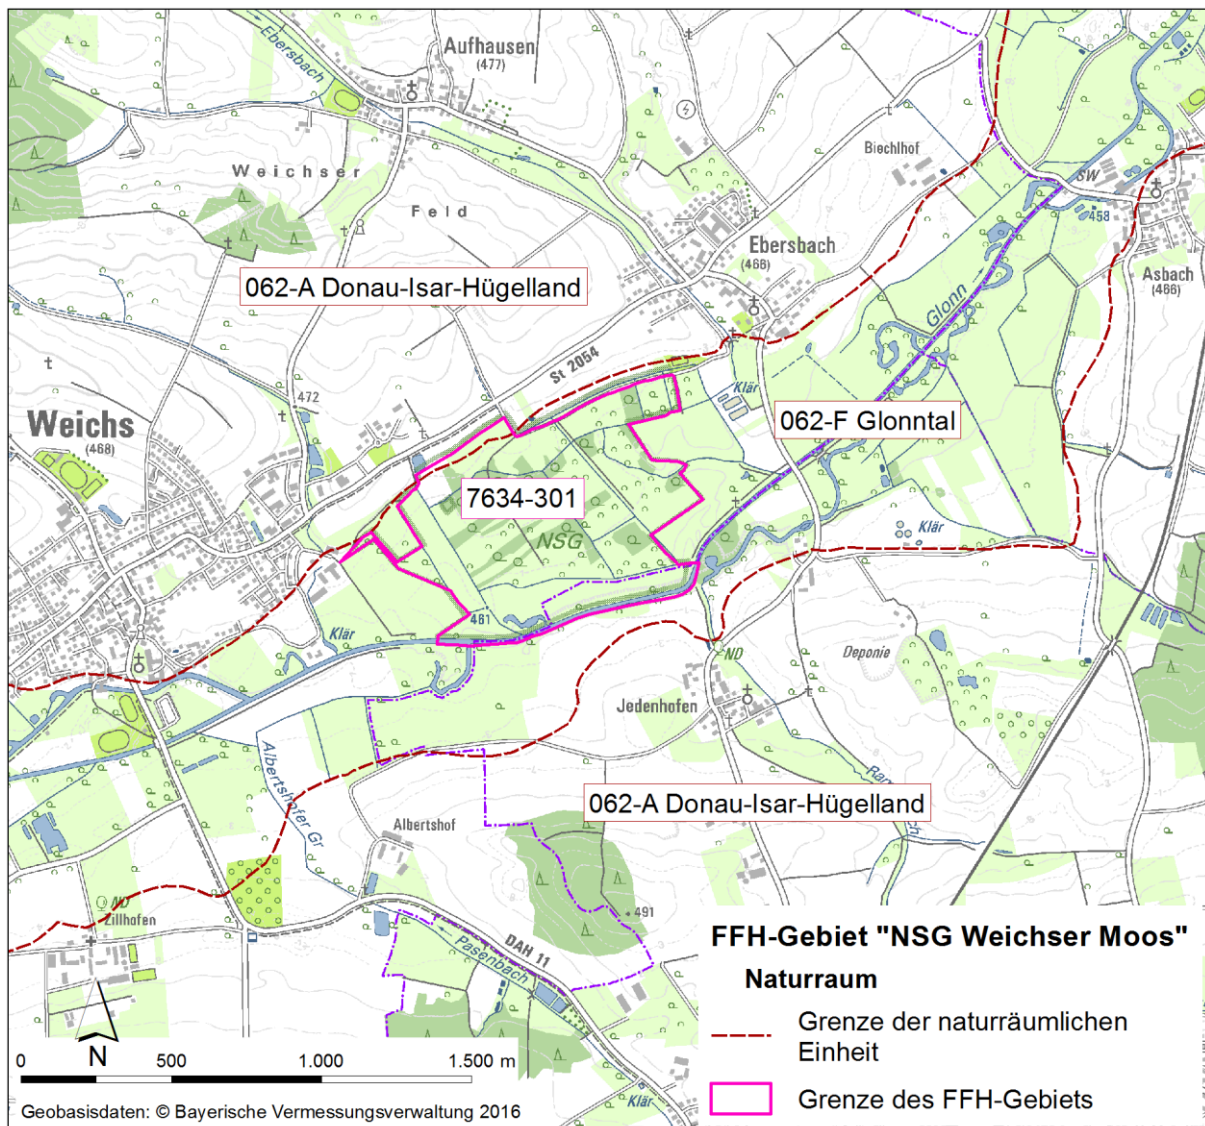 Ebersbach
Aufhausen
(477)
Weichser
Feld
Biechlhof
SW
458
Ebersbach
(468)
Asbach
(466)
062-A Donau-Isar-Hügelland
Glonn
St 2054
472
Klär
Weichs
(468)
062-F Glonntal
7634-301
NSG
Klär
461
Klär
ND
Deponie
Jedenhofen
Albertshofer Gr
062-A Donau-Isar-Hügelland
Albertshof
491
ND
Zillhofen
DAH 11
Pasenbach
Klär
FFH-Gebiet "NSG Weichser Moos"
Naturraum
Grenze der naturräumlichen
Einheit
Grenze des FFH-Gebiets
N
0 500 1.000 1.500 m
Geobasisdaten: © Bayerische Vermessungsverwaltung 2016